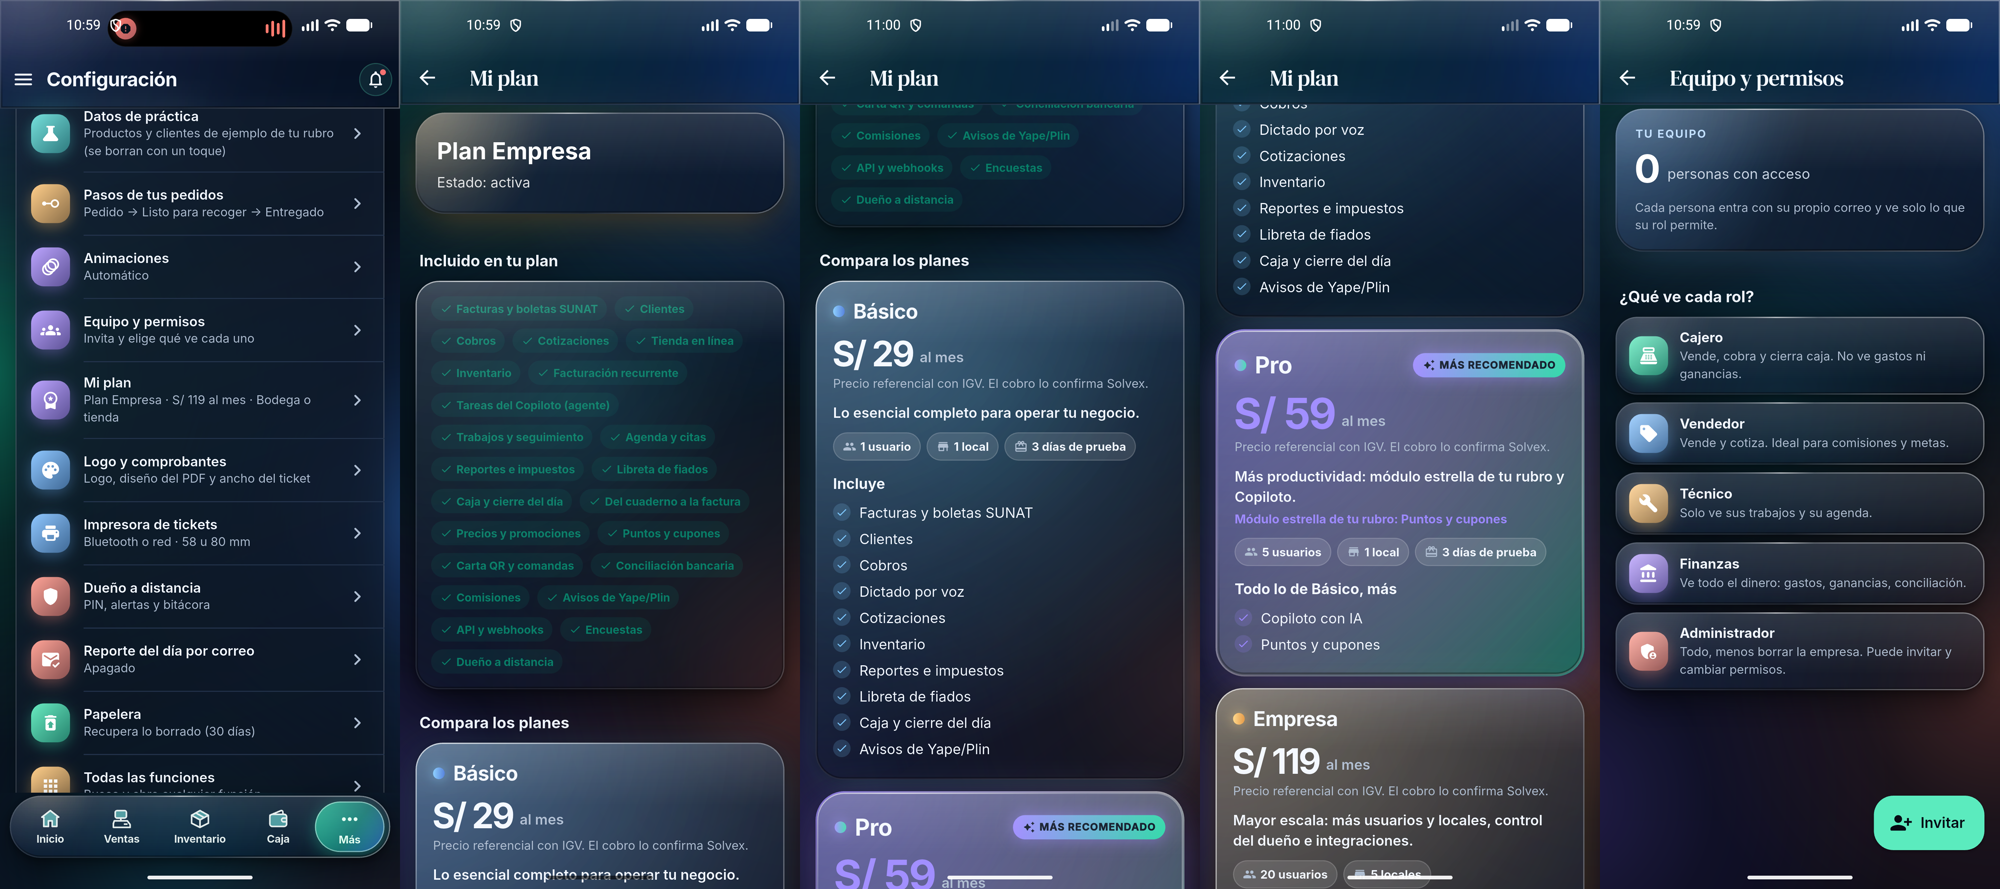 10:59
Configuración
Datos de práctica
Productos y clientes de ejemplo de tu rubro
(se borran con un toque)
Pasos de tus pedidos
Pedido → Listo para recoger → Entregado
Animaciones
Automático
Equipo y permisos
Invita y elige qué ve cada uno
Mi plan
Plan Empresa · S/ 119 al mes · Bodega o
tienda
Logo y comprobantes
Logo, diseño del PDF y ancho del ticket
Impresora de tickets
Bluetooth o red · 58 u 80 mm
Dueño a distancia
PIN, alertas y bitácora
Reporte del día por correo
Apagado
Papelera
Recupera lo borrado (30 días)
Todas las funciones
Inicio
Ventas
Inventario
Caja
Más
10:59
Mi plan
Plan Empresa
Estado: activa
Incluido en tu plan
Facturas y boletas SUNAT
Clientes
Cobros
Cotizaciones
Tienda en línea
Inventario
Facturación recurrente
Tareas del Copiloto (agente)
Trabajos y seguimiento
Agenda y citas
Reportes e impuestos
Libreta de fiados
Caja y cierre del día
Del cuaderno a la factura
Precios y promociones
Puntos y cupones
Carta QR y comandas
Conciliación bancaria
Comisiones
Avisos de Yape/Plin
API y webhooks
Encuestas
Dueño a distancia
Compara los planes
Básico
S/ 29 al mes
Precio referencial con IGV. El cobro lo confirma Solvex.
Lo esencial completo para operar tu negocio.
11:00
Mi plan
Carta QR y comandas
Conciliación bancaria
Comisiones
Avisos de Yape/Plin
API y webhooks
Encuestas
Dueño a distancia
Compara los planes
Básico
S/ 29 al mes
Precio referencial con IGV. El cobro lo confirma Solvex.
Lo esencial completo para operar tu negocio.
1 usuario
1 local
3 días de prueba
Incluye
Facturas y boletas SUNAT
Clientes
Cobros
Dictado por voz
Cotizaciones
Inventario
Reportes e impuestos
Libreta de fiados
Caja y cierre del día
Avisos de Yape/Plin
Pro
MÁS RECOMENDADO
S/ 59 al mes
11:00
Mi plan
Cobros
Dictado por voz
Cotizaciones
Inventario
Reportes e impuestos
Libreta de fiados
Caja y cierre del día
Avisos de Yape/Plin
Pro
MÁS RECOMENDADO
S/ 59 al mes
Precio referencial con IGV. El cobro lo confirma Solvex.
Más productividad: módulo estrella de tu rubro y
Copiloto.
Módulo estrella de tu rubro: Puntos y cupones
5 usuarios
1 local
3 días de prueba
Todo lo de Básico, más
Copiloto con IA
Puntos y cupones
Empresa
S/ 119 al mes
Precio referencial con IGV. El cobro lo confirma Solvex.
Mayor escala: más usuarios y locales, control
del dueño e integraciones.
20 usuarios
5 locales
10:59
Equipo y permisos
TU EQUIPO
0 personas con acceso
Cada persona entra con su propio correo y ve solo lo que
su rol permite.
¿Qué ve cada rol?
Cajero
Vende, cobra y cierra caja. No ve gastos ni
ganancias.
Vendedor
Vende y cotiza. Ideal para comisiones y metas.
Técnico
Solo ve sus trabajos y su agenda.
Finanzas
Ve todo el dinero: gastos, ganancias, conciliación.
Administrador
Todo, menos borrar la empresa. Puede invitar y
cambiar permisos.
Invitar